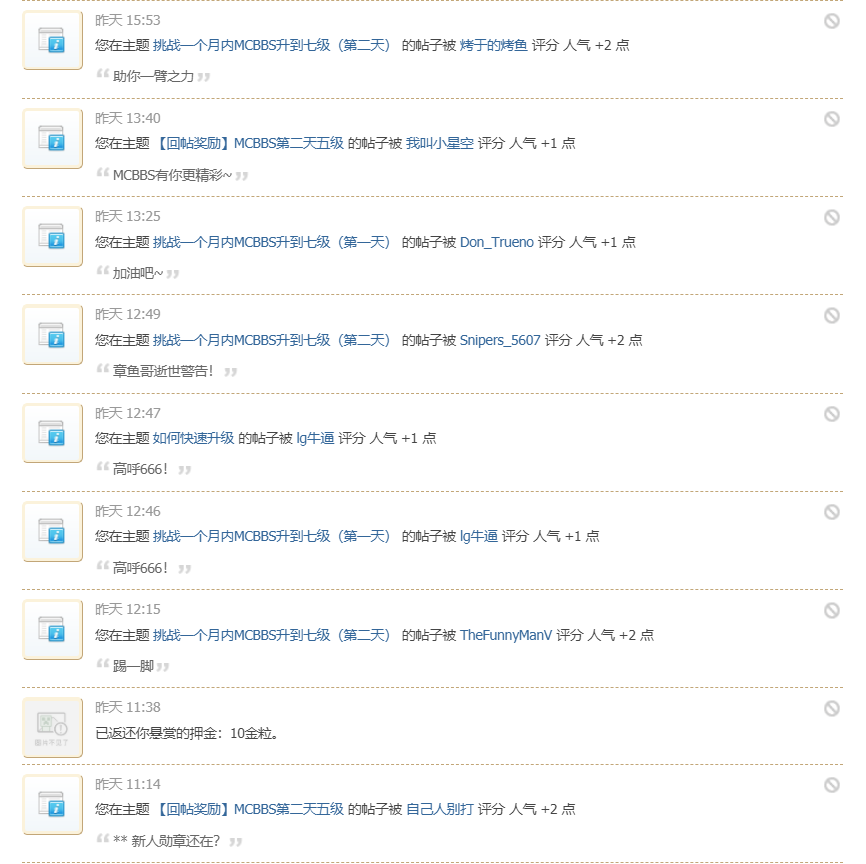 昨天 15:53
您在主题 挑战一个月内MCBBS升到七级（第二天） 的帖子被 烤于的烤鱼 评分 人气 +2 点
“ 助你一臂之力 ”
昨天 13:40
您在主题 【回帖奖励】MCBBS第二天五级 的帖子被 我叫小星空 评分 人气 +1 点
“ MCBBS有你更精彩~ ”
昨天 13:25
您在主题 挑战一个月内MCBBS升到七级（第一天） 的帖子被 Don_Trueno 评分 人气 +1 点
“ 加油吧~ ”
昨天 12:49
您在主题 挑战一个月内MCBBS升到七级（第二天） 的帖子被 Snipers_5607 评分 人气 +2 点
“ 章鱼哥逝世警告！ ”
昨天 12:47
您在主题 如何快速升级 的帖子被 lg牛逼 评分 人气 +1 点
“ 高呼666！ ”
昨天 12:46
您在主题 挑战一个月内MCBBS升到七级（第一天） 的帖子被 lg牛逼 评分 人气 +1 点
“ 高呼666！ ”
昨天 12:15
您在主题 挑战一个月内MCBBS升到七级（第二天） 的帖子被 TheFunnyManV 评分 人气 +2 点
“ 踢一脚 ”
昨天 11:38
已返还你悬赏的押金：10金粒。
昨天 11:14
您在主题 【回帖奖励】MCBBS第二天五级 的帖子被 自己人别打 评分 人气 +2 点
“ ** 新人勋章还在？ ”